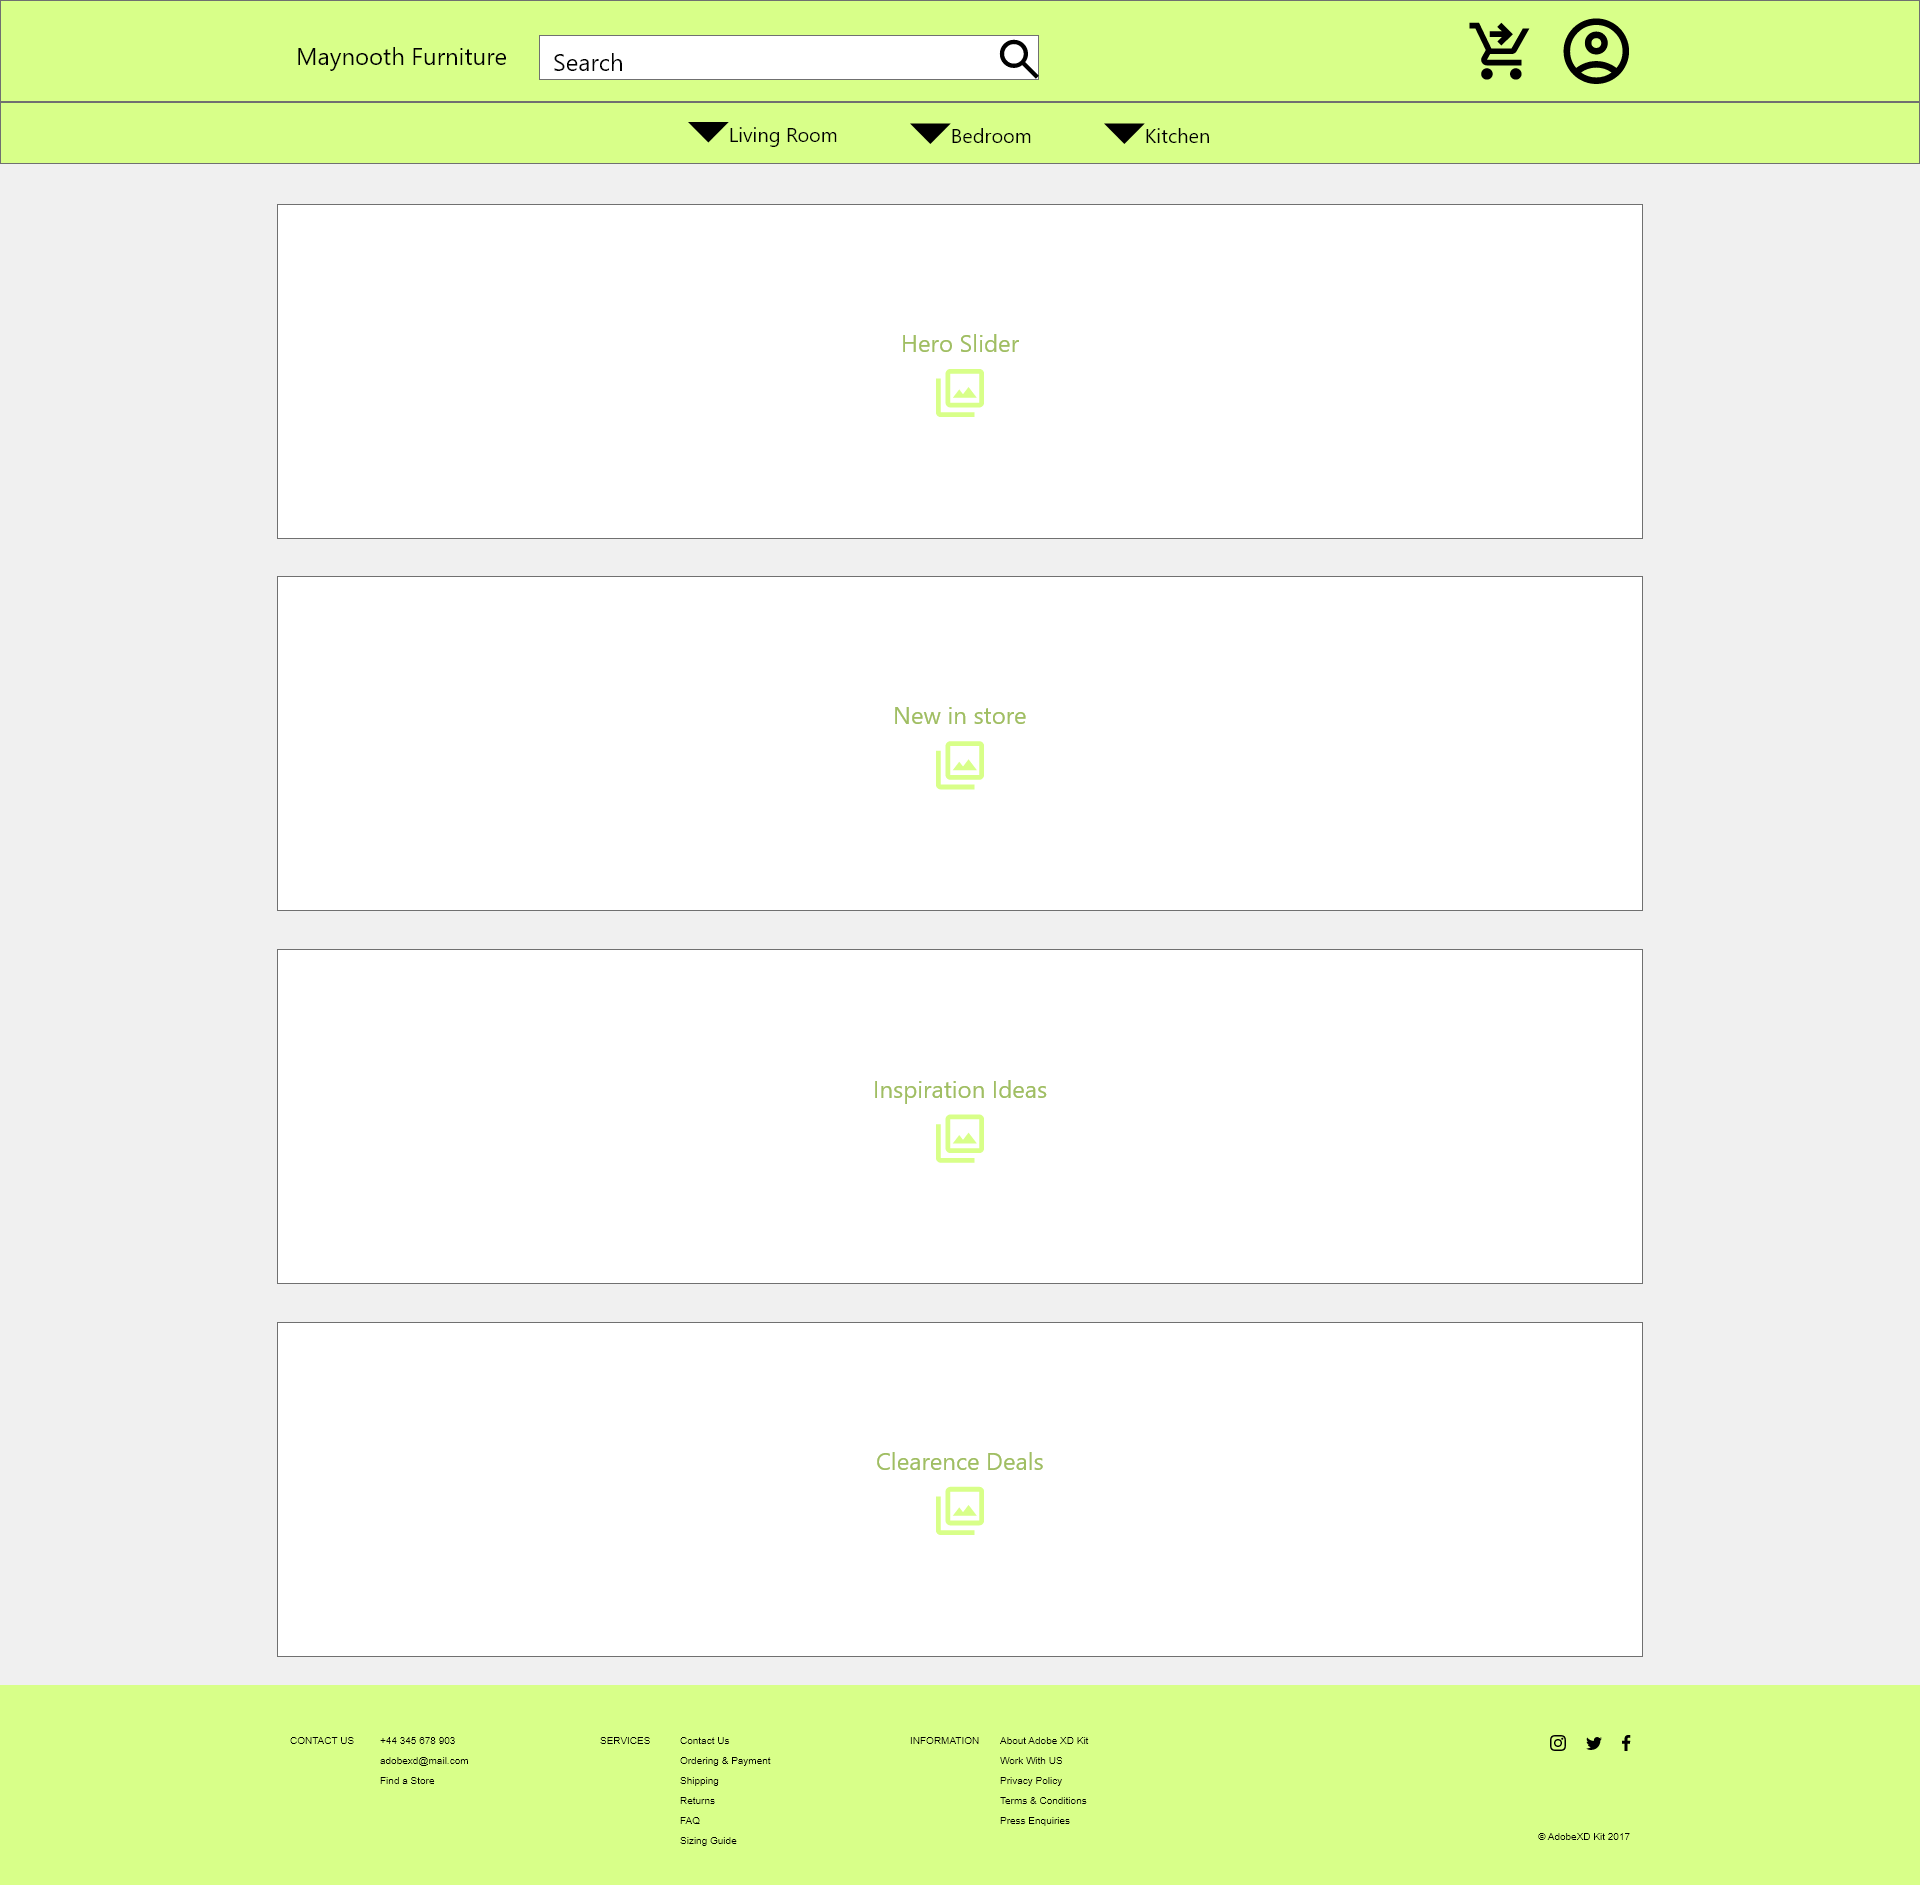 Maynooth Furniture
Search
Living Room
Bedroom
Kitchen
Hero Slider
New in store
Inspiration Ideas
Clearence Deals
CONTACT US
+44 345 678 903
adobexd@mail.com
Find a Store
SERVICES
Contact Us
Ordering & Payment
Shipping
Returns
FAQ
Sizing Guide
INFORMATION
About Adobe XD Kit
Work With US
Privacy Policy
Terms & Conditions
Press Enquiries
© AdobeXD Kit 2017